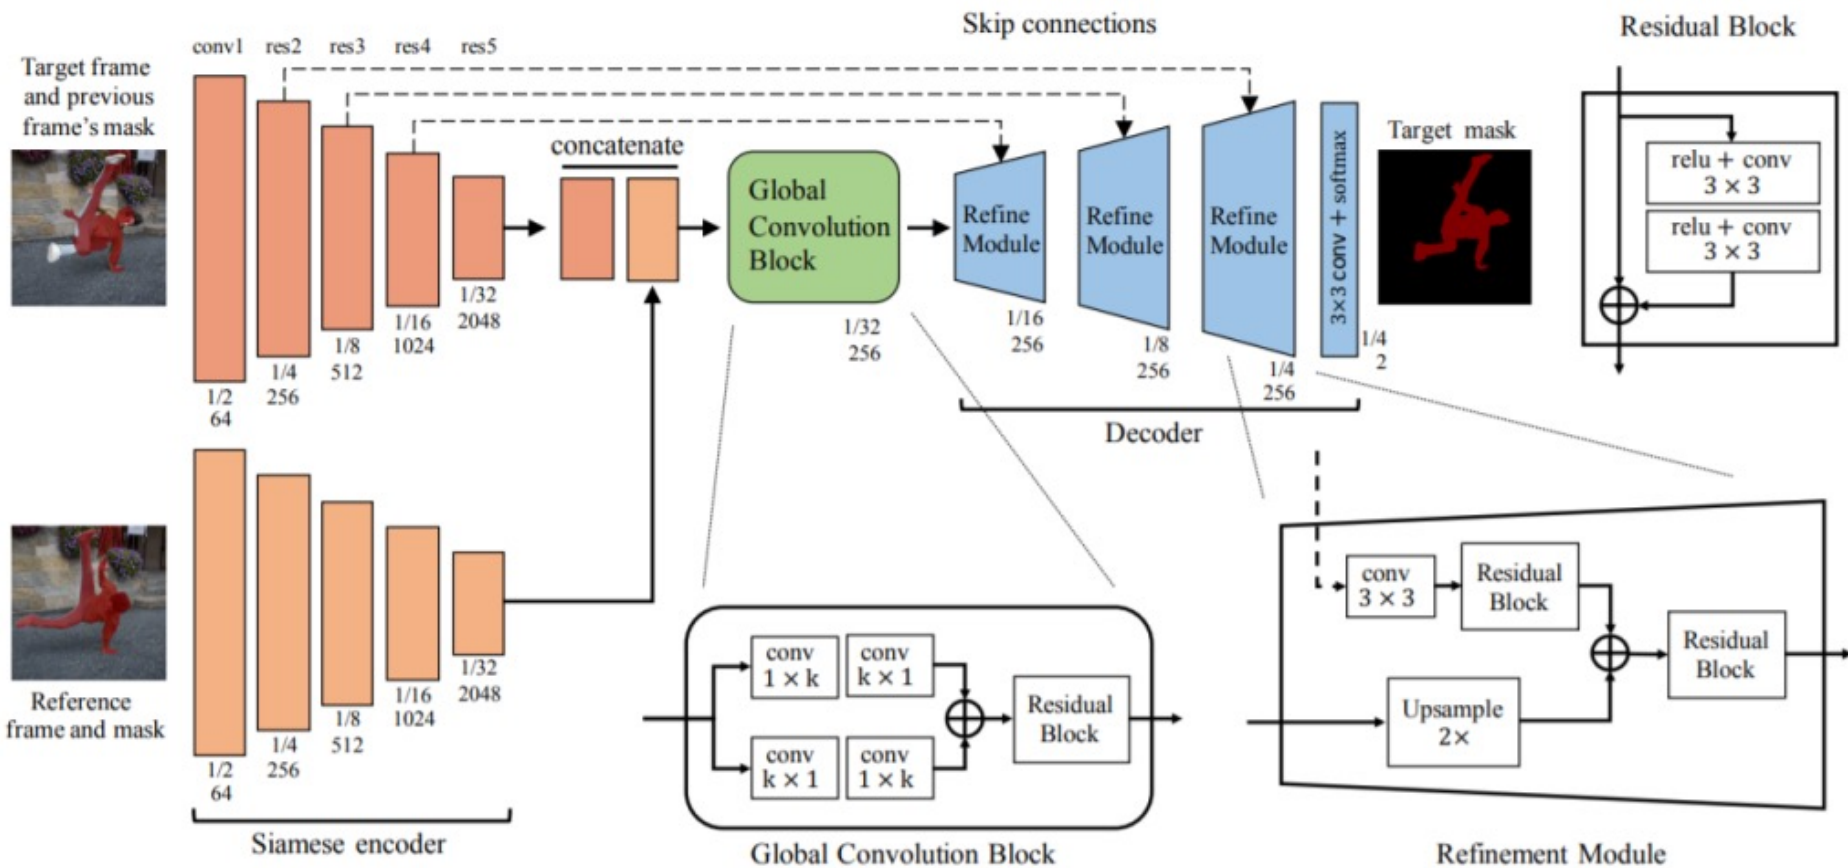 Skip connections
Residual Block
conv1 res2 res3 res4 res5
Target frame
and previous
frame's mask
concatenate
Global
Convolution
Block
Refine
Module
Refine
Module
Refine
Module
3×3 conv + softmax
Target mask
relu + conv
3 × 3
relu + conv
3 × 3
1/2
64
1/4
256
1/8
512
1/16
1024
1/32
2048
1/32
256
1/16
256
1/8
256
1/4
256
1/4
2
Decoder
Reference
frame and mask
1/2
64
1/4
256
1/8
512
1/16
1024
1/32
2048
Siamese encoder
conv
1 × k
conv
k × 1
conv
k × 1
conv
1 × k
Residual
Block
Global Convolution Block
conv
3 × 3
Residual
Block
Upsample
2×
Residual
Block
Refinement Module